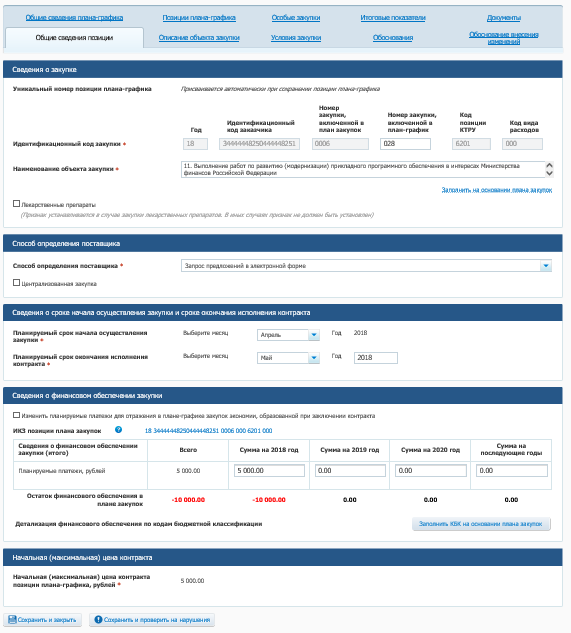 Общие сведения плана-графика Позиции плана-графика Особые закупки Итоговые показатели Документы
Общие сведения позиции Описание объекта закупки Условия закупки Обоснования Обоснование внесения
изменений
Сведения о закупке
Уникальный номер позиции плана-графика Присваивается автоматически при сохранении позиции плана-графика
Год Идентификационный код заказчика Номер закупки, включенной в план закупок Номер закупки, включенной в план-график Код позиции КТРУ Код вида расходов
Идентификационный код закупки * 18 34444448250444448251 0006 028 6201 000
Наименование объекта закупки * 11. Выполнение работ по развитию (модернизации) прикладного программного обеспечения в интересах Министерства
финансов Российской Федерации
Заполнить на основании плана закупок
Лекарственные препараты
(Признак устанавливается в случае закупки лекарственных препаратов. В иных случаях признак не должен быть установлен)
Способ определения поставщика
Способ определения поставщика * Запрос предложений в электронной форме
Централизованная закупка
Сведения о сроке начала осуществления закупки и сроке окончания исполнения контракта
Планируемый срок начала осуществления Выберите месяц Апрель Год 2018
закупки *
Планируемый срок окончания исполнения Выберите месяц Май Год 2018
контракта *
Сведения о финансовом обеспечении закупки
Изменить планируемые платежи для отражения в плане-графике закупок экономии, образованной при заключении контракта
ИКЗ позиции плана закупок ? 18 34444448250444448251 0006 000 6201 000
Сведения о финансовом обеспечении закупки (итого) Всего Сумма на 2018 год Сумма на 2019 год Сумма на 2020 год Сумма на последующие годы
Планируемые платежи, рублей 5 000.00 5 000.00 0.00 0.00 0.00
Остаток финансового обеспечения в -10 000.00 -10 000.00 0.00 0.00 0.00
плане закупок
Детализация финансового обеспечения по кодам бюджетной классификации Заполнить КБК на основании плана закупок
Начальная (максимальная) цена контракта
Начальная (максимальная) цена контракта 5 000.00
позиции плана-графика, рублей *
Сохранить и закрыть Сохранить и проверить на нарушения